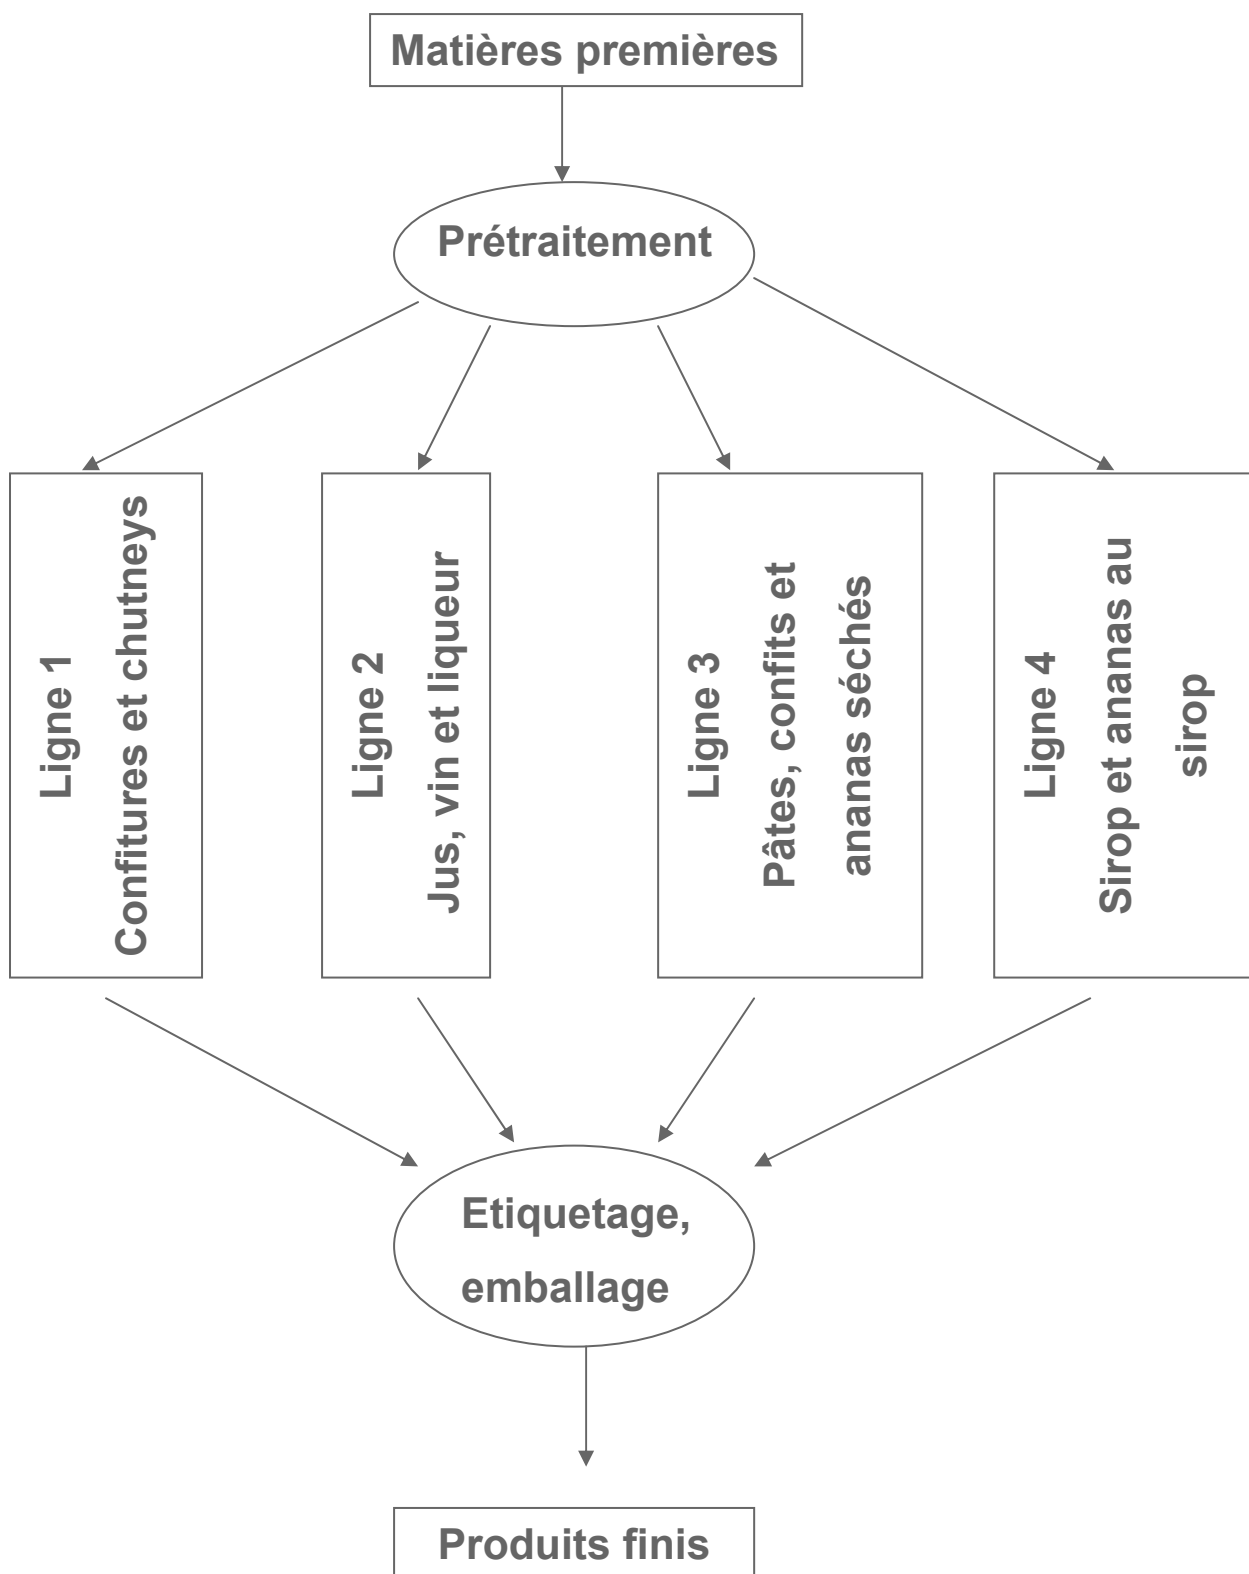 Matières premières
Prétraitement
Ligne 1
Confitures et chutneys
Ligne 2
Jus, vin et liqueur
Ligne 3
Pâtes, confits et
ananas séchés
Ligne 4
Sirop et ananas au
sirop
Etiquetage,
emballage
Produits finis